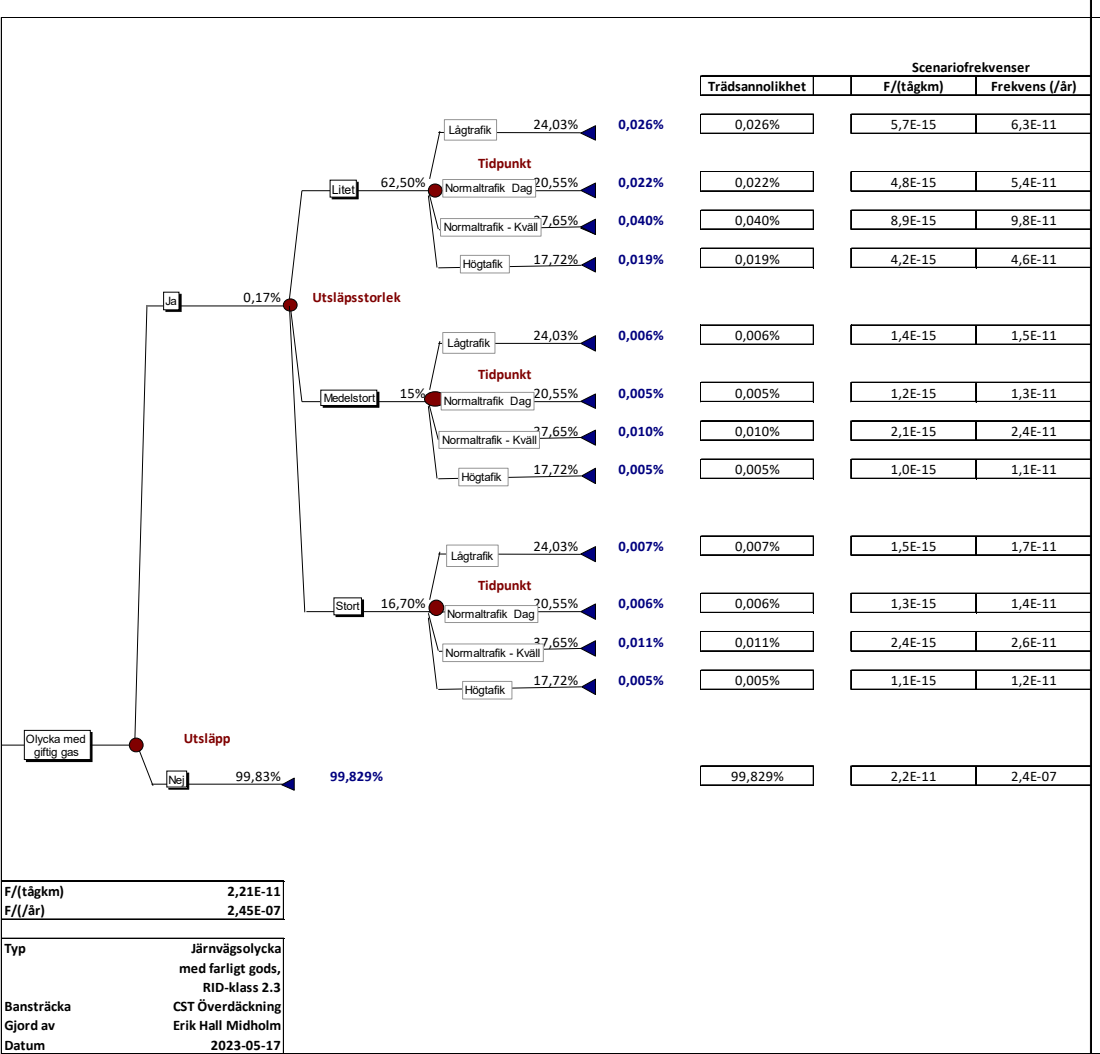 Scenariofrekvenser
Trädsannolikhet F/(tågkm) Frekvens (/år)
Lågtrafik 24,03% 0,026% 0,026% 5,7E-15 6,3E-11
Tidpunkt
Litet 62,50% Normaltrafik Dag 20,55% 0,022% 0,022% 4,8E-15 5,4E-11
Normaltrafik - Kväll 37,65% 0,040% 0,040% 8,9E-15 9,8E-11
Högtafik 17,72% 0,019% 0,019% 4,2E-15 4,6E-11
Ja 0,17% Utsläpsstorlek
Lågtrafik 24,03% 0,006% 0,006% 1,4E-15 1,5E-11
Tidpunkt
Medelstort 15% Normaltrafik Dag 20,55% 0,005% 0,005% 1,2E-15 1,3E-11
Normaltrafik - Kväll 37,65% 0,010% 0,010% 2,1E-15 2,4E-11
Högtafik 17,72% 0,005% 0,005% 1,0E-15 1,1E-11
Lågtrafik 24,03% 0,007% 0,007% 1,5E-15 1,7E-11
Tidpunkt
Stort 16,70% Normaltrafik Dag 20,55% 0,006% 0,006% 1,3E-15 1,4E-11
Normaltrafik - Kväll 37,65% 0,011% 0,011% 2,4E-15 2,6E-11
Högtafik 17,72% 0,005% 0,005% 1,1E-15 1,2E-11
Olycka med
giftig gas
Utsläpp
Nej 99,83% 99,829% 99,829% 2,2E-11 2,4E-07
F/(tågkm) 2,21E-11
F/(/år) 2,45E-07
Typ Järnvägsolycka
med farligt gods,
RID-klass 2.3
Bansträcka CST Överdäckning
Gjord av Erik Hall Midholm
Datum 2023-05-17